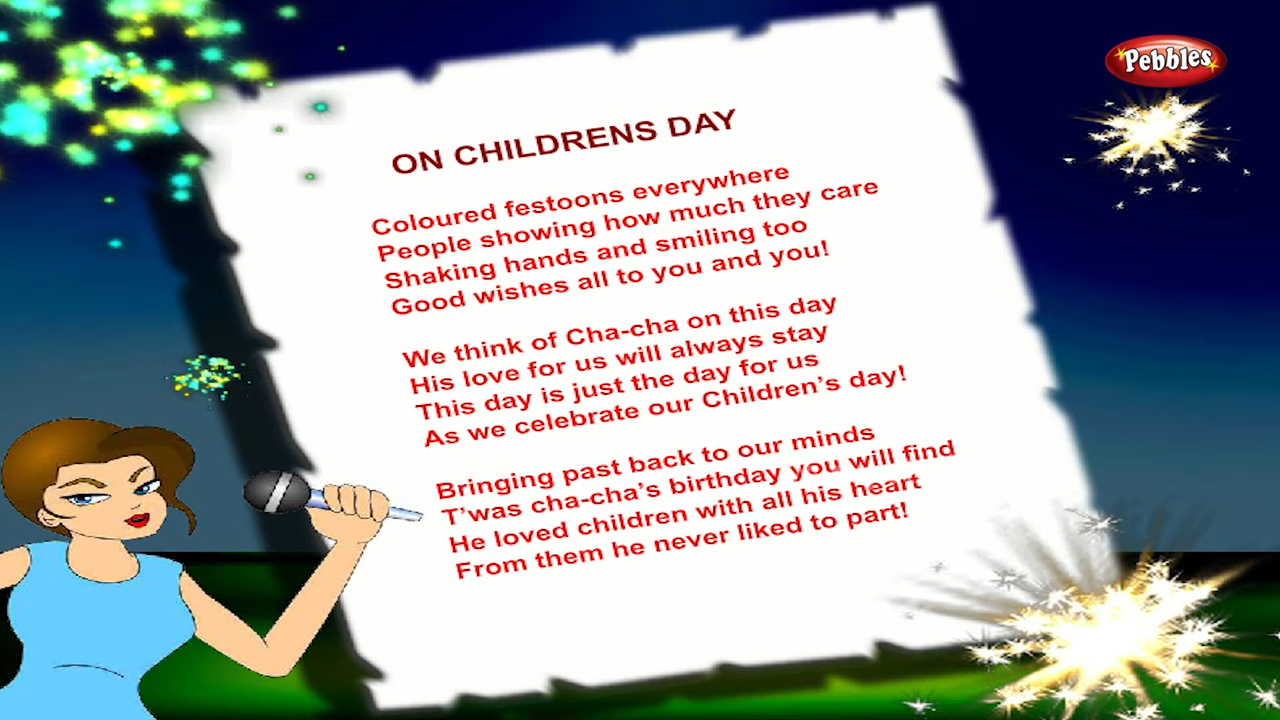 Pebbles
ON CHILDRENS DAY
Coloured festoons everywhere
People showing how much they care
Shaking hands and smiling too
Good wishes all to you and you!
We think of Cha-cha on this day
His love for us will always stay
This day is just the day for us
As we celebrate our Children’s day!
Bringing past back to our minds
T’was cha-cha’s birthday you will find
He loved children with all his heart
From them he never liked to part!